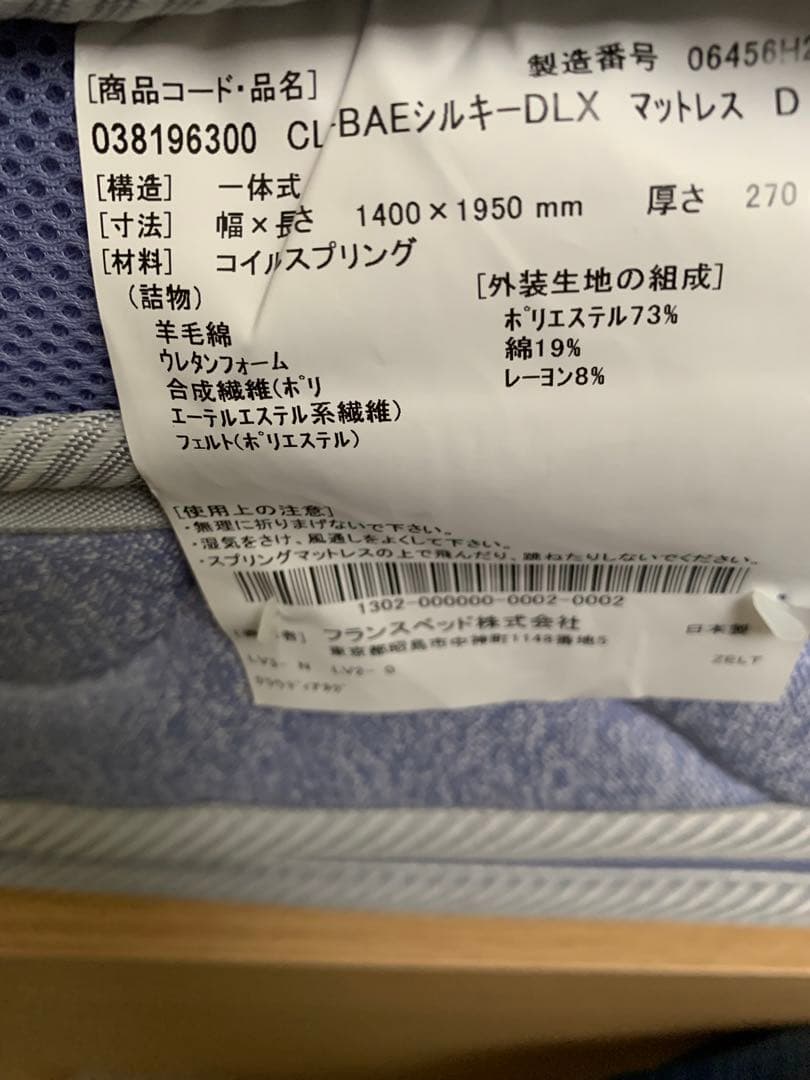 製造番号 06456H2
[商品コード・品名]
038196300 CL-BAEシルキーDLX マットレス D
[構造] 一体式
[寸法] 幅×長さ 1400×1950 mm 厚さ 270
[材料] コイルスプリング
(詰物)
羊毛綿
ウレタンフォーム
合成繊維(ポリ
エーテルエステル系繊維)
フェルト(ポリエステル)
[外装生地の組成]
ポリエステル73%
綿19%
レーヨン8%
[使用上の注意]
・無理に折りまげないで下さい。
・湿気をさけ、風通しをよくして下さい。
・スプリングマットレスの上で飛んだり、跳ねたりしないでください。
1302-000000-0002-0002
者] フランスベッド株式会社 日本製
東京都昭島市中神町1148番地5
LV2- N LV2- G ZELT